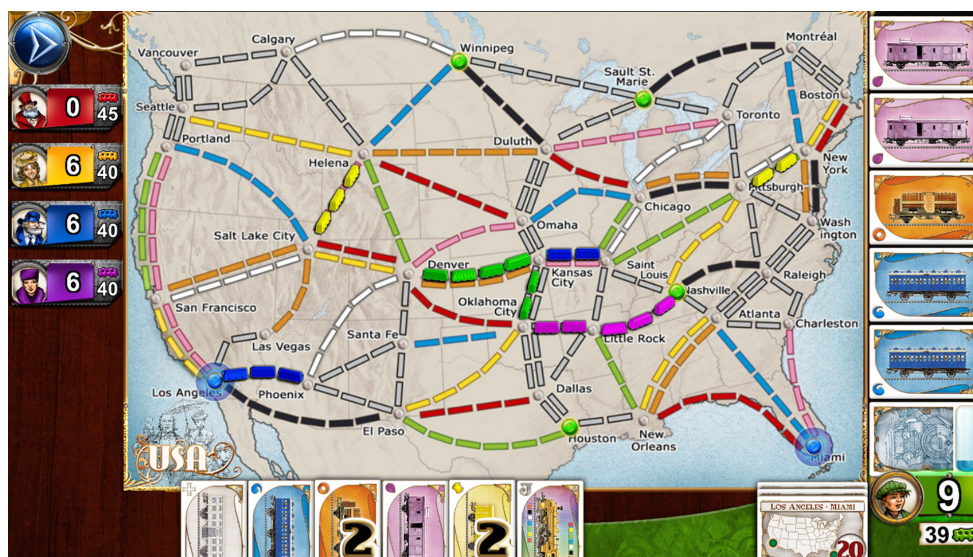 Calgary
Vancouver
Winnipeg
Montréal
Sault St.
Marie
Boston
Seattle
Toronto
Portland
Duluth
Helena
New
York
Pittsburgh
Chicago
Omaha
Wash
ington
Salt Lake City
Denver
Kansas
City
Saint
Louis
Raleigh
Nashville
San Francisco
Oklahoma
City
Atlanta
Charleston
Las Vegas
Santa Fe
Little Rock
Los Angeles
Phoenix
Dallas
El Paso
Houston
New
Orleans
Miami
USA
0
45
6
40
6
40
6
40
2
2
LOS ANGELES - MIAMI
20
9
39